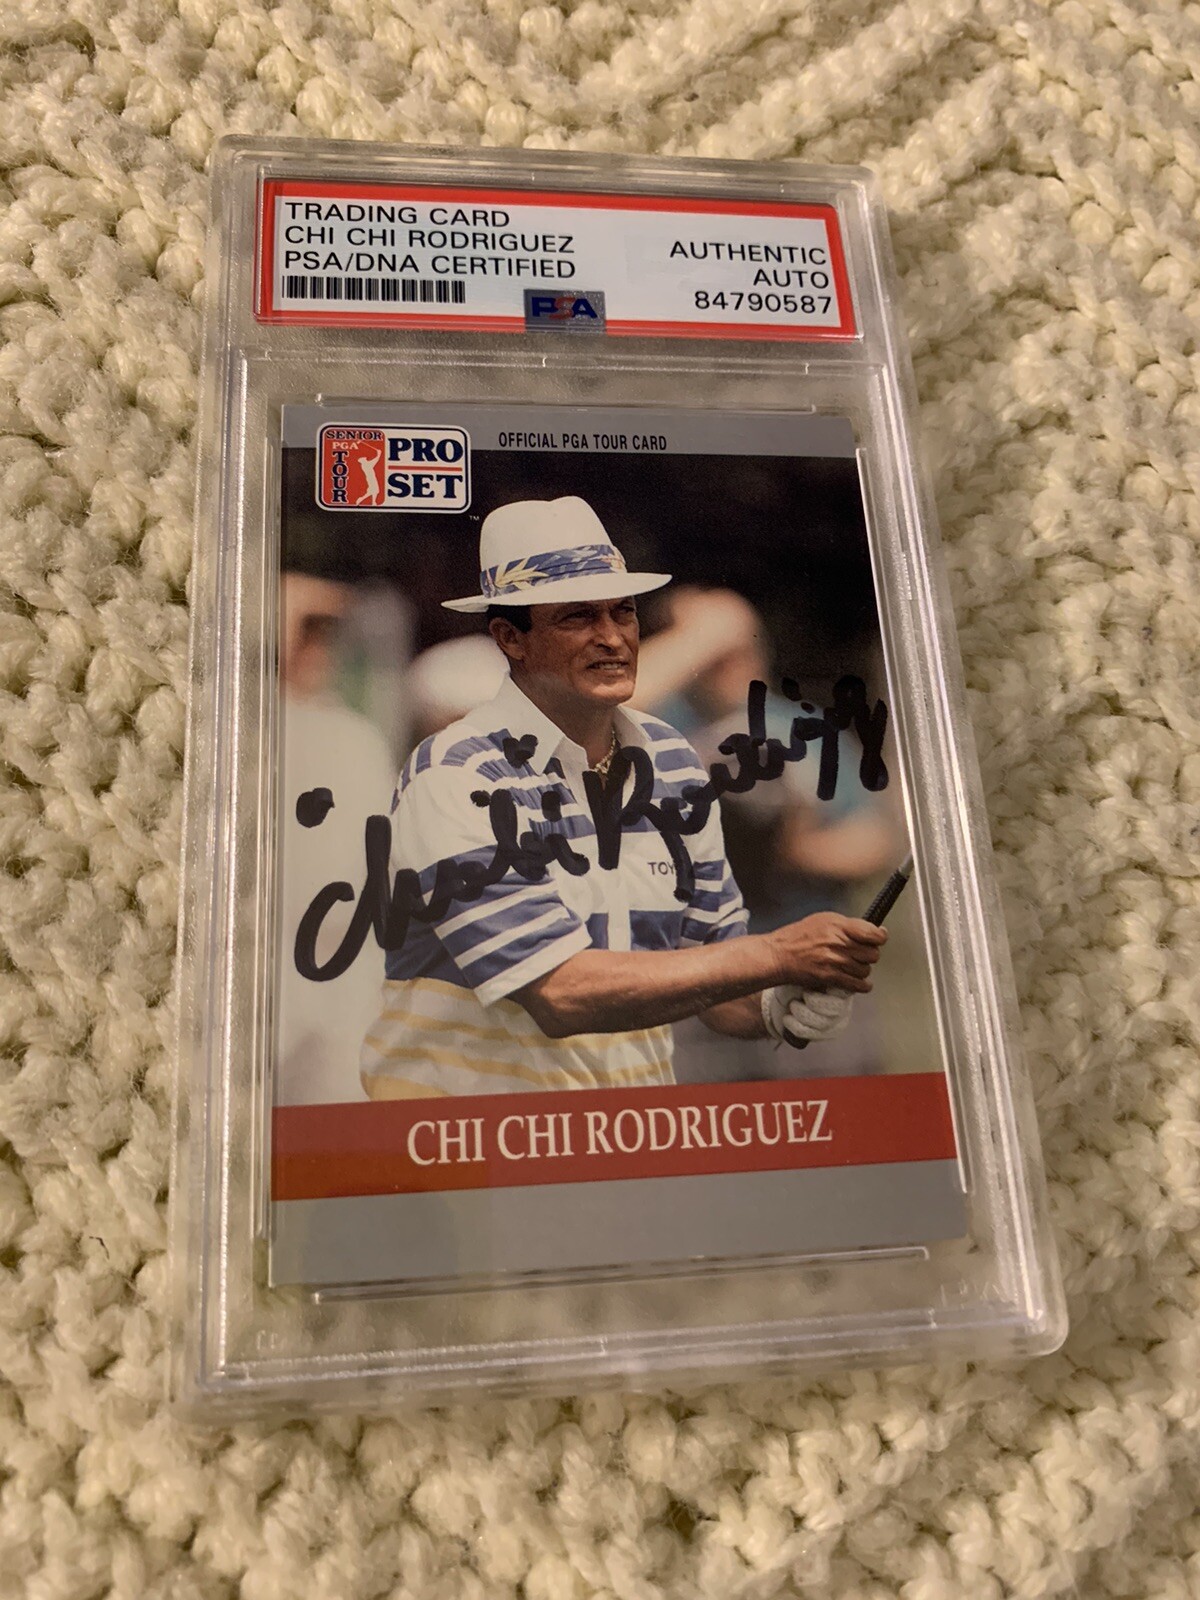 TRADING CARD
CHI CHI RODRIGUEZ
PSA/DNA CERTIFIED
AUTHENTIC
AUTO
84790587
PSA
SENIOR
PGA
TOUR
PRO
SET
TM
OFFICIAL PGA TOUR CARD
Chi Chi Rodriguez
TOY
CHI CHI RODRIGUEZ